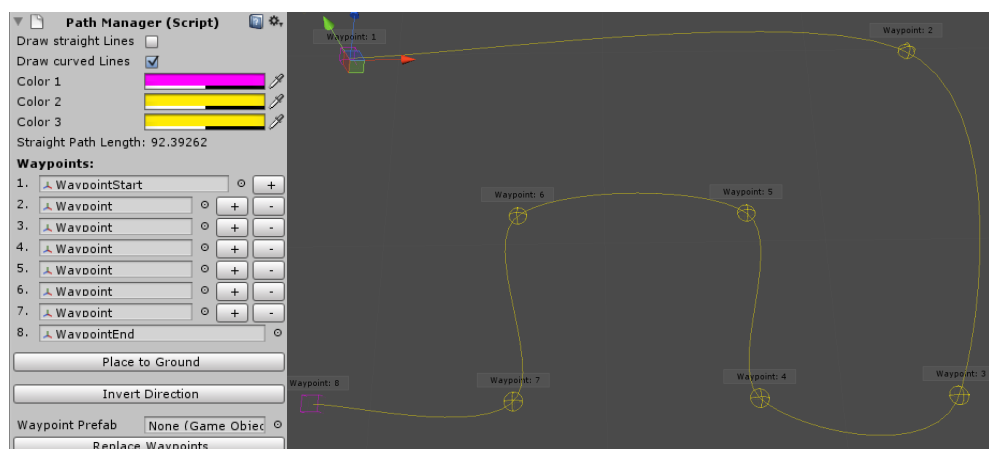 Path Manager (Script)
Draw straight Lines
Draw curved Lines
Color 1
Color 2
Color 3
Straight Path Length: 92.39262
Waypoints:
1. WaypointStart +
2. Waypoint + -
3. Waypoint + -
4. Waypoint + -
5. Waypoint + -
6. Waypoint + -
7. Waypoint + -
8. WaypointEnd
Place to Ground
Invert Direction
Waypoint Prefab None (Game Objec
Replace Waypoints
Waypoint: 1
Waypoint: 2
Waypoint: 6
Waypoint: 5
Waypoint: 8
Waypoint: 7
Waypoint: 4
Waypoint: 3